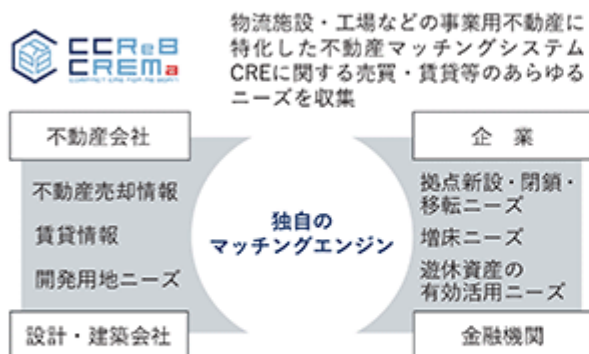 CCReB
CREMa
COMPACT CRE FOR RE-BORN
物流施設・工場などの事業用不動産に
特化した不動産マッチングシステム
CREに関する売買・賃貸等のあらゆる
ニーズを収集
不動産会社
不動産売却情報
賃貸情報
開発用地ニーズ
設計・建築会社
独自の
マッチングエンジン
企　業
拠点新設・閉鎖・
移転ニーズ
増床ニーズ
遊休資産の
有効活用ニーズ
金融機関